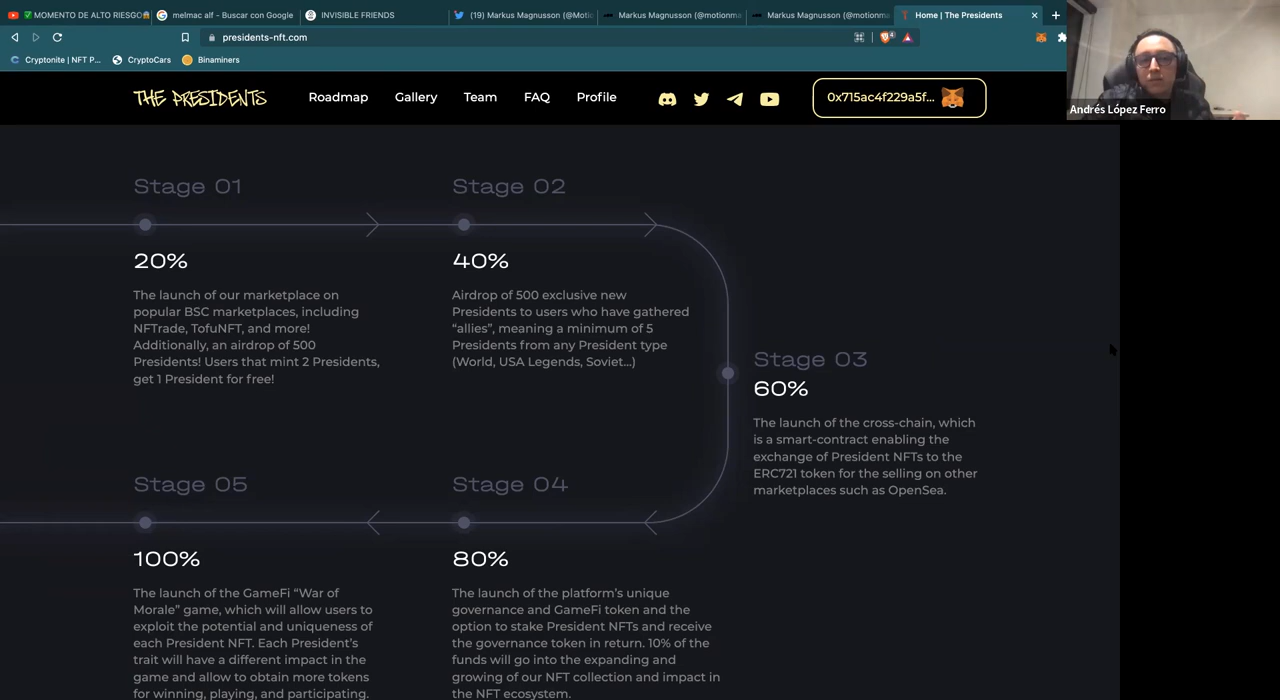 MOMENTO DE ALTO RIESGO
melmac alf - Buscar con Google
INVISIBLE FRIENDS
(19) Markus Magnusson (@Motio
Markus Magnusson (@motionma
Markus Magnusson (@motionma
Home | The Presidents
presidents-nft.com
Cryptonite | NFT P...
CryptoCars
Binaminers
Andrés López Ferro
THE PRESIDENTS
Roadmap
Gallery
Team
FAQ
Profile
0x715ac4f229a5f...
Stage 01
20%
The launch of our marketplace on
popular BSC marketplaces, including
NFTrade, TofuNFT, and more!
Additionally, an airdrop of 500
Presidents! Users that mint 2 Presidents,
get 1 President for free!
Stage 02
40%
Airdrop of 500 exclusive new
Presidents to users who have gathered
“allies”, meaning a minimum of 5
Presidents from any President type
(World, USA Legends, Soviet...)
Stage 03
60%
The launch of the cross-chain, which
is a smart-contract enabling the
exchange of President NFTs to the
ERC721 token for the selling on other
marketplaces such as OpenSea.
Stage 05
100%
The launch of the GameFi “War of
Morale” game, which will allow users to
exploit the potential and uniqueness of
each President NFT. Each President’s
trait will have a different impact in the
game and allow to obtain more tokens
for winning, playing, and participating.
Stage 04
80%
The launch of the platform’s unique
governance and GameFi token and the
option to stake President NFTs and receive
the governance token in return. 10% of the
funds will go into the expanding and
growing of our NFT collection and impact in
the NFT ecosystem.